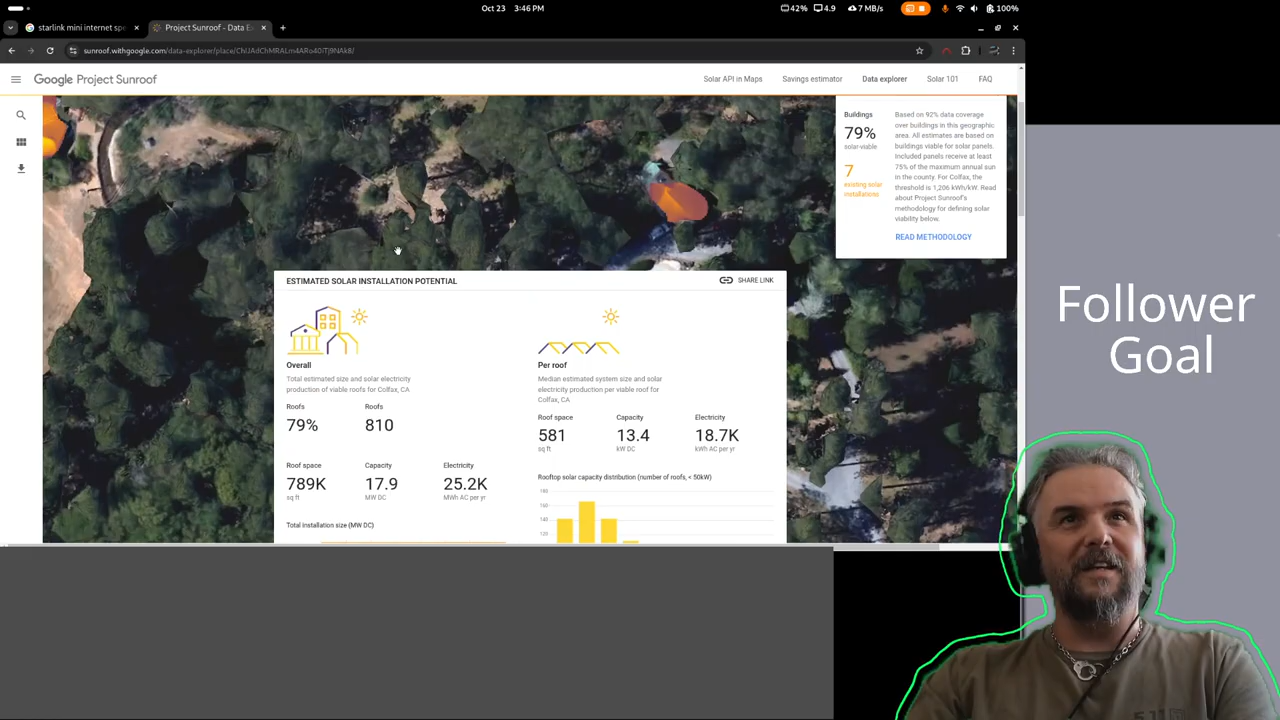 Oct 23 3:46 PM
42% 4.9 7 MB/s 100%
starlink mini internet spe
Project Sunroof - Data E
sunroof.withgoogle.com/data-explorer/place/
Google Project Sunroof
Solar API in Maps Savings estimator Data explorer Solar 101 FAQ
Buildings
79%
solar-viable
7
existing solar
installations
Based on 92% data coverage
over buildings in this geographic
area. All estimates are based on
buildings viable for solar panels.
Included panels receive at least
75% of the maximum annual sun
in the county. For Colfax, the
threshold is 1,206 kWh/kW. Read
about Project Sunroof's
methodology for defining solar
viability below.
READ METHODOLOGY
ESTIMATED SOLAR INSTALLATION POTENTIAL
SHARE LINK
Overall
Total estimated size and solar electricity
production of viable roofs for Colfax, CA
Roofs Roofs
79% 810
Roof space Capacity Electricity
789K 17.9 25.2K
sq ft MW DC MWh AC per yr
Total installation size (MW DC)
Per roof
Median estimated system size and solar
electricity production per viable roof for
Colfax, CA
Roof space Capacity Electricity
581 13.4 18.7K
sq ft kW DC kWh AC per yr
Rooftop solar capacity distribution (number of roofs, < 50kW)
180
160
140
120
Follower
Goal